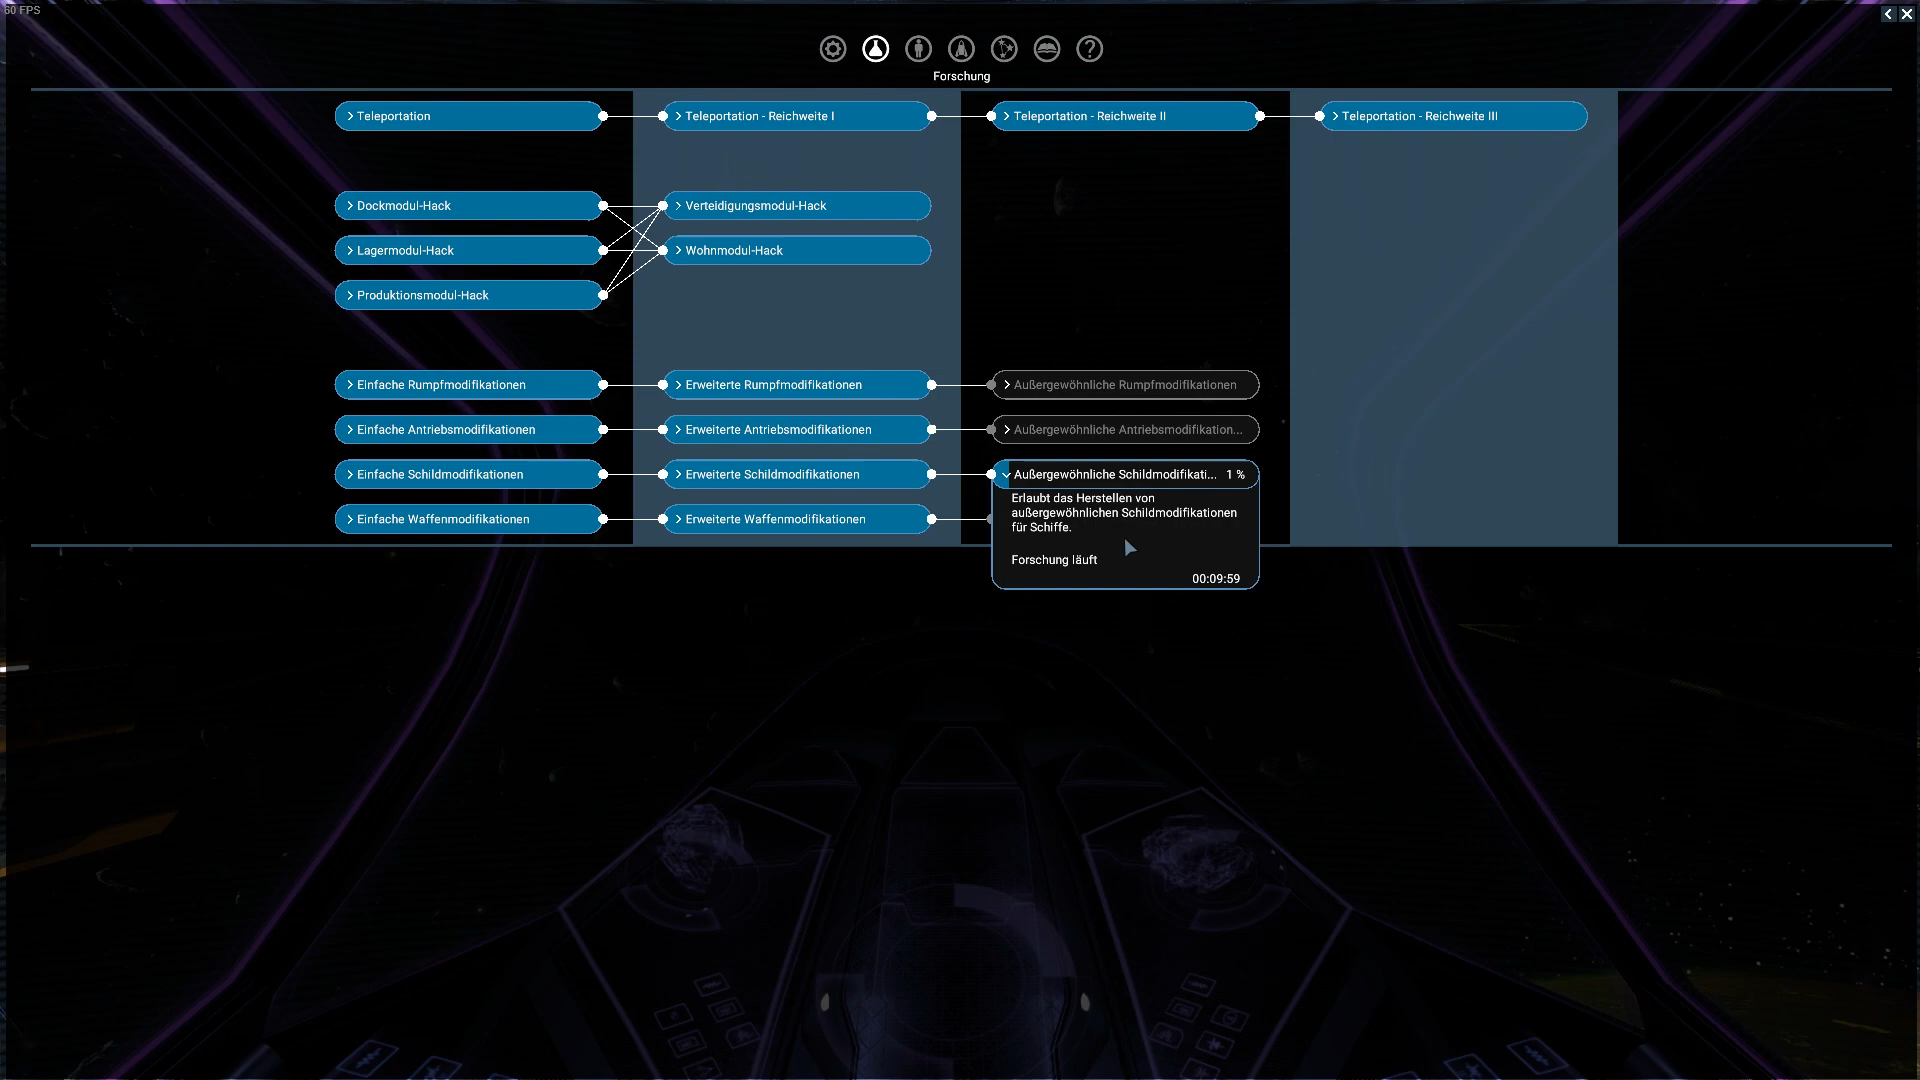 60 FPS
Forschung
Teleportation
Teleportation - Reichweite I
Teleportation - Reichweite II
Teleportation - Reichweite III
Dockmodul-Hack
Verteidigungsmodul-Hack
Lagermodul-Hack
Wohnmodul-Hack
Produktionsmodul-Hack
Einfache Rumpfmodifikationen
Erweiterte Rumpfmodifikationen
Außergewöhnliche Rumpfmodifikationen
Einfache Antriebsmodifikationen
Erweiterte Antriebsmodifikationen
Außergewöhnliche Antriebsmodifikation...
Einfache Schildmodifikationen
Erweiterte Schildmodifikationen
Außergewöhnliche Schildmodifikati... 1 %
Erlaubt das Herstellen von
außergewöhnlichen Schildmodifikationen
für Schiffe.
Einfache Waffenmodifikationen
Erweiterte Waffenmodifikationen
Forschung läuft
00:09:59